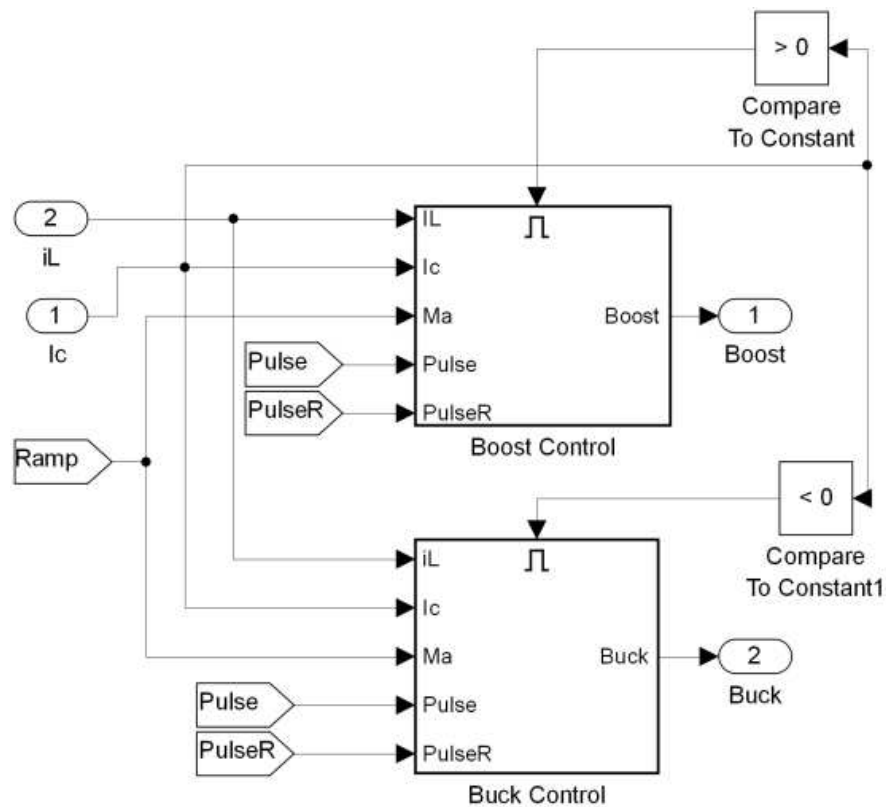 > 0
Compare
To Constant
2
iL
1
Ic
IL
Ic
Ma
Pulse
PulseR
Boost
Pulse
PulseR
1
Boost
Boost Control
Ramp
< 0
Compare
To Constant1
iL
Ic
Ma
Pulse
PulseR
Buck
Pulse
PulseR
2
Buck
Buck Control